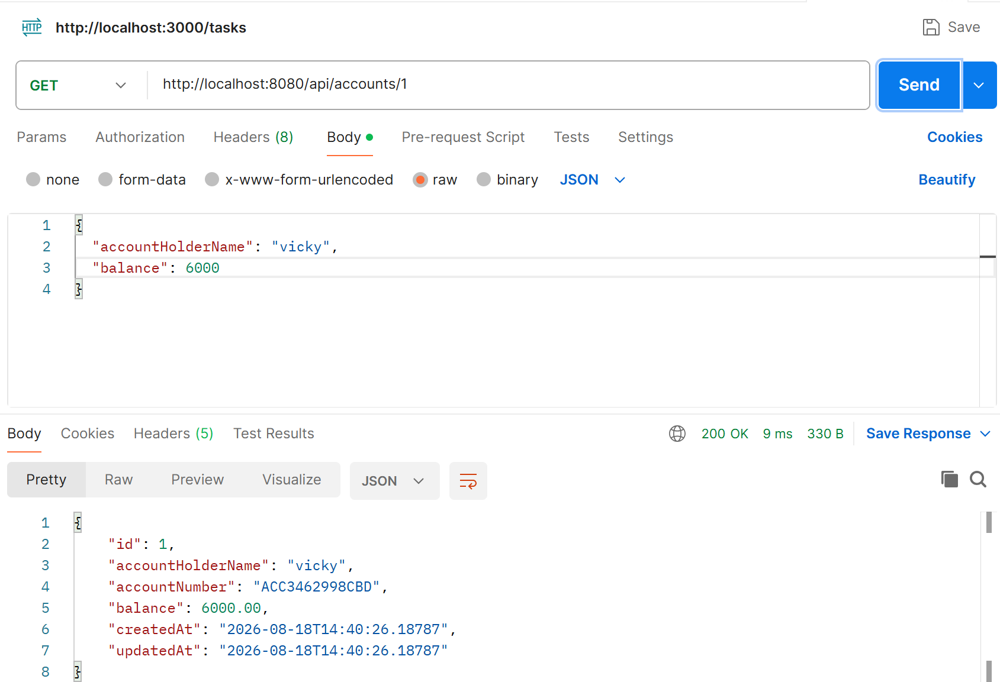 HTTP http://localhost:3000/tasks Save
GET http://localhost:8080/api/accounts/1 Send
Params Authorization Headers (8) Body Pre-request Script Tests Settings Cookies
none form-data x-www-form-urlencoded raw binary JSON Beautify
1 {
2 "accountHolderName": "vicky",
3 "balance": 6000
4 }
Body Cookies Headers (5) Test Results 200 OK 9 ms 330 B Save Response
Pretty Raw Preview Visualize JSON
1 {
2 "id": 1,
3 "accountHolderName": "vicky",
4 "accountNumber": "ACC3462998CBD",
5 "balance": 6000.00,
6 "createdAt": "2026-08-18T14:40:26.18787",
7 "updatedAt": "2026-08-18T14:40:26.18787"
8 }